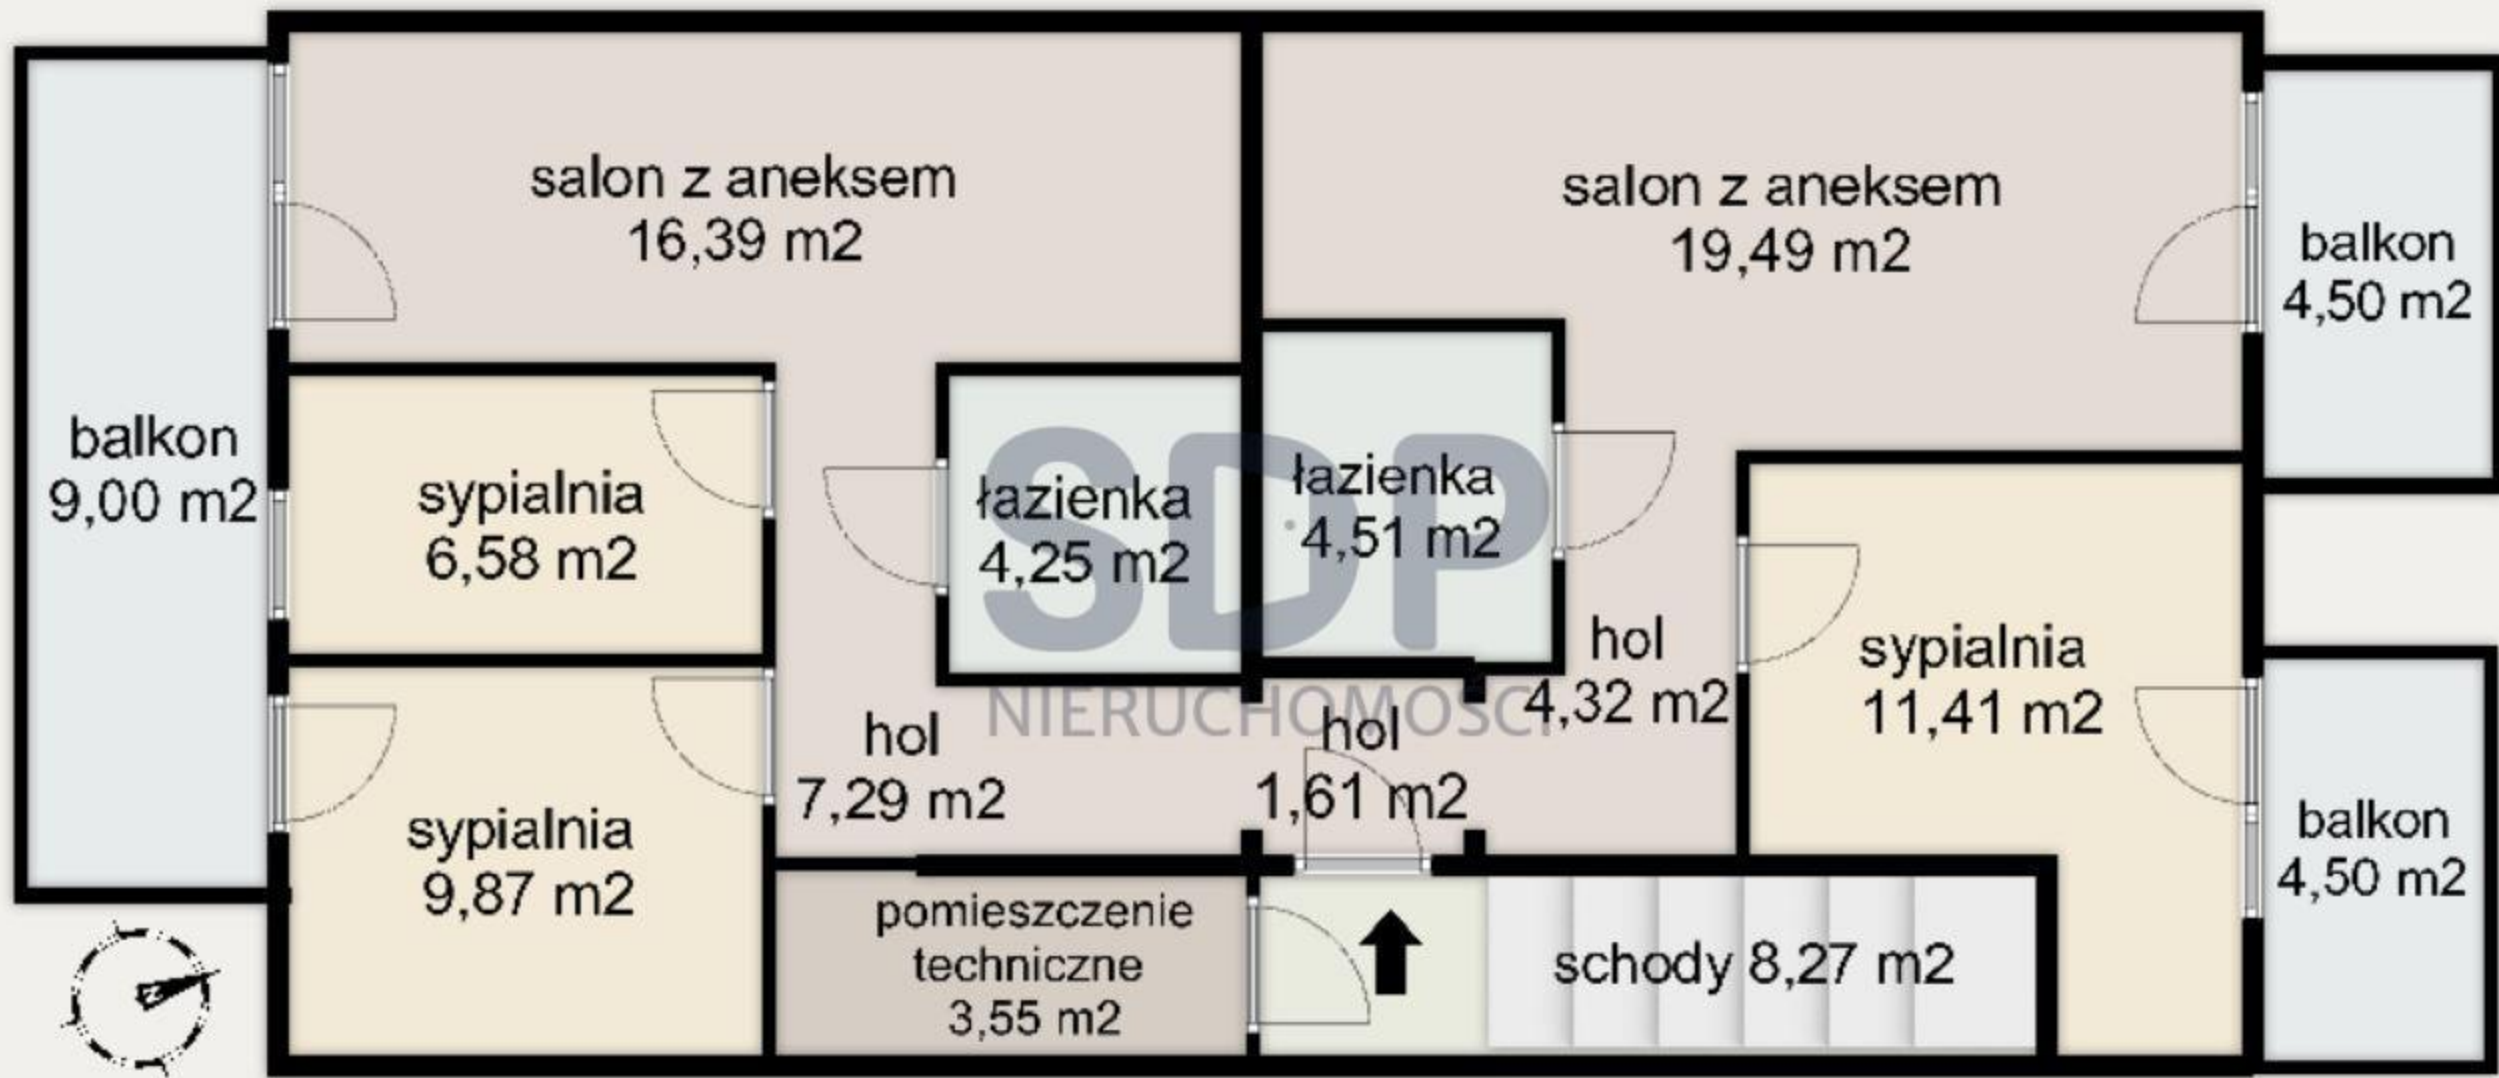 salon z aneksem
16,39 m2
salon z aneksem
19,49 m2
balkon
4,50 m2
balkon
9,00 m2
sypialnia
6,58 m2
łazienka
4,25 m2
łazienka
4,51 m2
SDP
NIERUCHOMOŚCI
hol
4,32 m2
sypialnia
11,41 m2
hol
7,29 m2
hol
1,61 m2
sypialnia
9,87 m2
balkon
4,50 m2
pomieszczenie
techniczne
3,55 m2
schody 8,27 m2